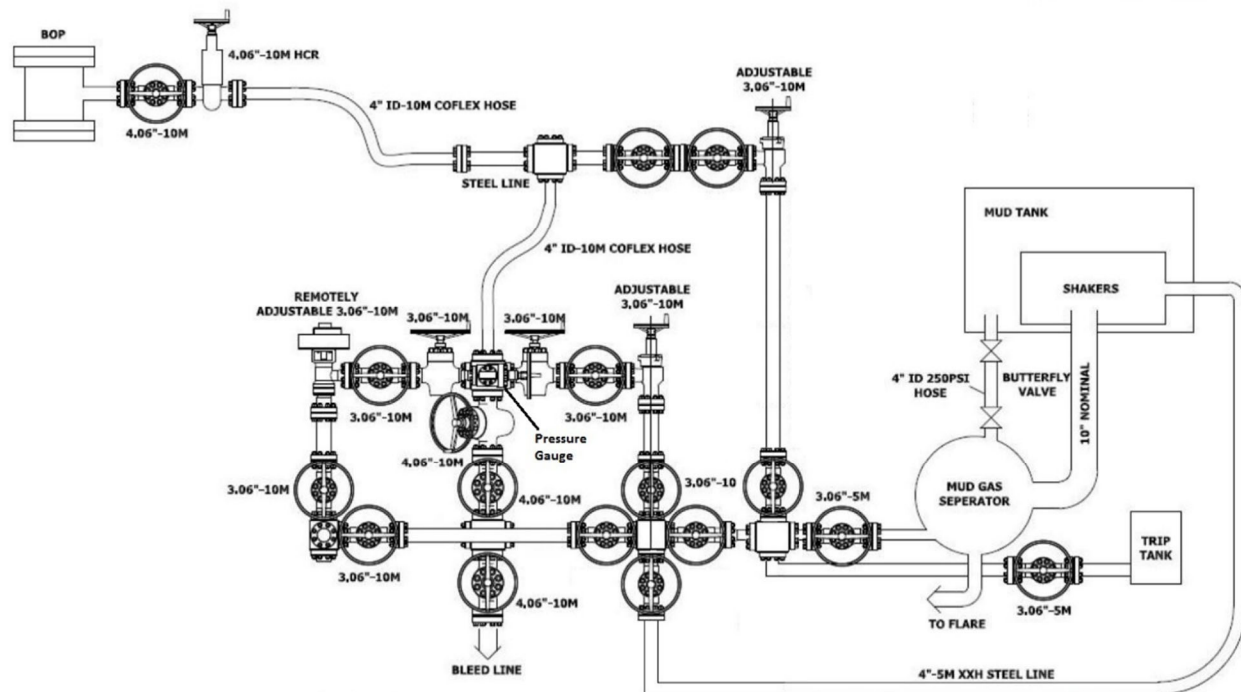 BOP
4.06"-10M HCR
4.06"-10M
4" ID-10M COFLEX HOSE
STEEL LINE
ADJUSTABLE
3.06"-10M
4" ID-10M COFLEX HOSE
MUD TANK
SHAKERS
REMOTELY
ADJUSTABLE 3.06"-10M
3.06"-10M
3.06"-10M
ADJUSTABLE
3.06"-10M
4" ID 250PSI
HOSE
BUTTERFLY
VALVE
10" NOMINAL
3.06"-10M
3.06"-10M
Pressure
Gauge
4.06"-10M
3.06"-10M
4.06"-10M
3.06"-10
3.06"-5M
MUD GAS
SEPERATOR
TRIP
TANK
3.06"-10M
4.06"-10M
3.06"-5M
TO FLARE
BLEED LINE
4"-5M XXH STEEL LINE